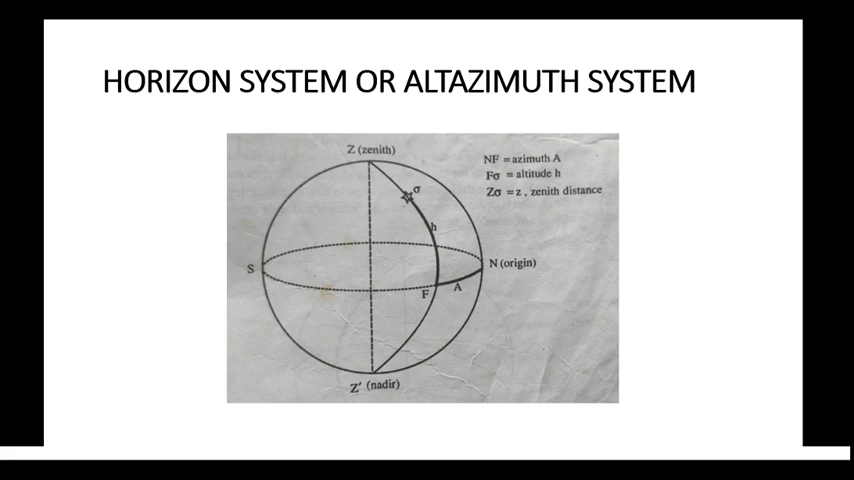 HORIZON SYSTEM OR ALTAZIMUTH SYSTEM
Z (zenith)
NF = azimuth A
Fσ = altitude h
Zσ = z , zenith distance
σ
h
S
N (origin)
F
A
Z′ (nadir)